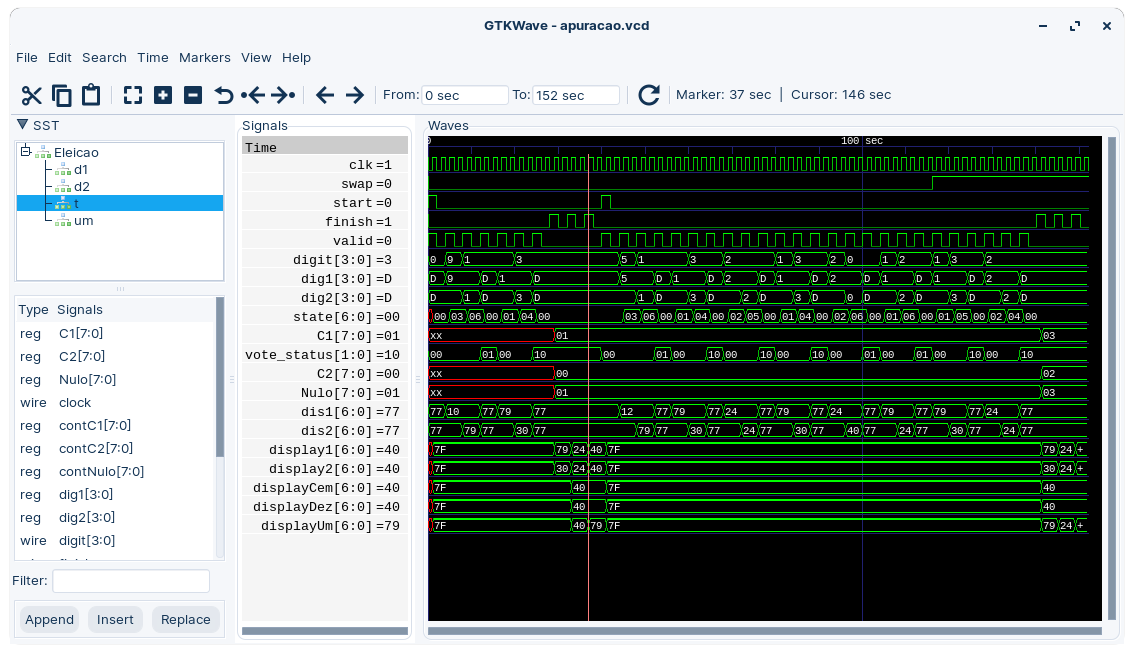 GTKWave - apuracao.vcd
File Edit Search Time Markers View Help
From: 0 sec To: 152 sec Marker: 37 sec | Cursor: 146 sec
SST
Eleicao
d1
d2
t
um
Type Signals
reg C1[7:0]
reg C2[7:0]
reg Nulo[7:0]
wire clock
reg contC1[7:0]
reg contC2[7:0]
reg contNulo[7:0]
reg dig1[3:0]
reg dig2[3:0]
wire digit[3:0]
Filter:
Append Insert Replace
Signals
Time
clk=1
swap=0
start=0
finish=1
valid=0
digit[3:0]=3
dig1[3:0]=D
dig2[3:0]=D
state[6:0]=00
C1[7:0]=01
vote_status[1:0]=10
C2[7:0]=00
Nulo[7:0]=01
dis1[6:0]=77
dis2[6:0]=77
display1[6:0]=40
display2[6:0]=40
displayCem[6:0]=40
displayDez[6:0]=40
displayUm[6:0]=79
Waves
0 100 sec
0 9 1 3 5 1 3 2 1 3 2 0 1 2 1 3 2
D 9 D 1 D 5 D 1 D 2 D 1 D 2 D 1 D 1 D 2 D
D 1 D 3 D 1 D 3 D 2 D 3 D 0 D 2 D 3 D 2 D
00 03 06 00 01 04 00 03 06 00 01 04 00 02 05 00 01 04 00 02 06 00 01 06 00 01 05 00 02 04 00
xx 01 03
00 01 00 10 00 01 00 10 00 10 00 10 00 01 00 01 00 10 00 10
xx 00 02
xx 01 03
77 10 77 79 77 12 77 79 77 24 77 79 77 24 77 79 77 79 77 24 77
77 79 77 30 77 79 77 30 77 24 77 30 77 40 77 24 77 30 77 24 77
7F 79 24 40 7F 79 24 +
7F 30 24 40 7F 30 24 +
7F 40 7F 40
7F 40 7F 40
7F 40 79 7F 79 24 +